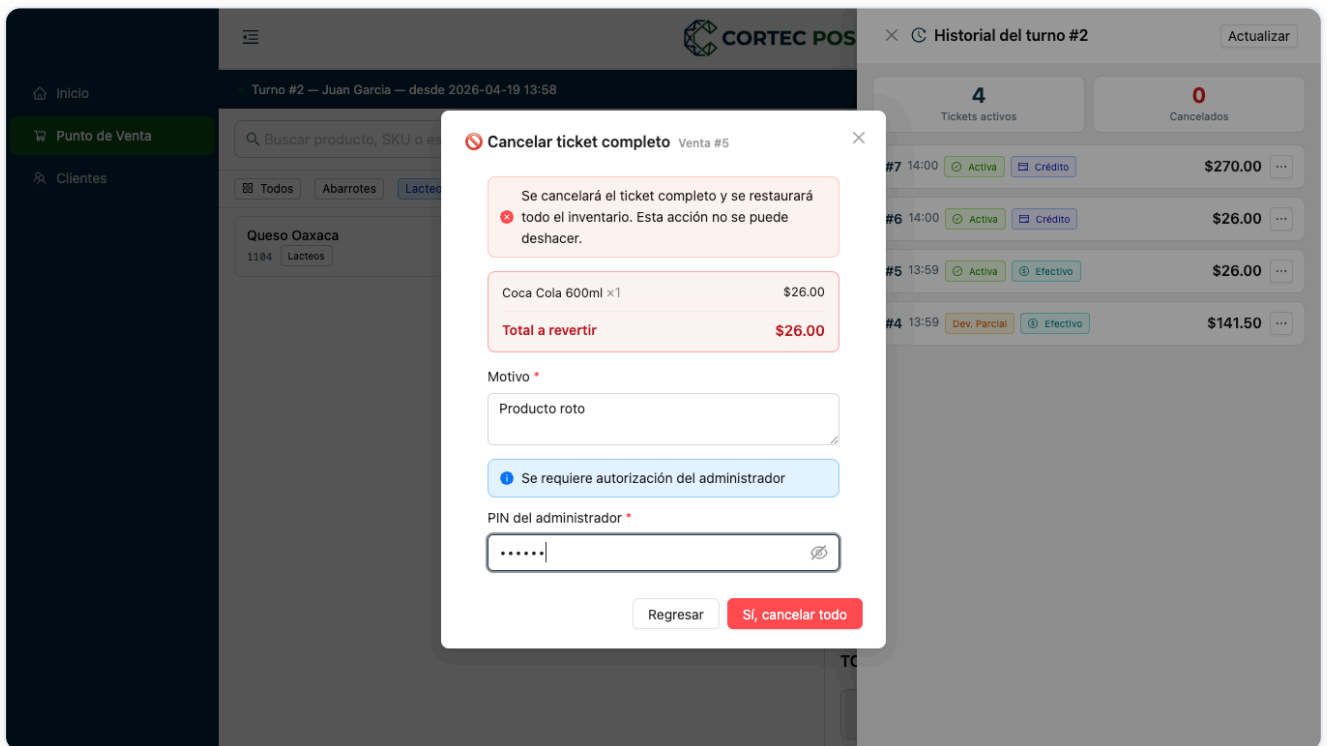 CORTEC POS
Historial del turno #2
Actualizar
Inicio
Punto de Venta
Clientes
Turno #2 — Juan Garcia — desde 2026-04-19 13:58
Buscar producto, SKU o es
Todos
Abarrotes
Lacteo
Queso Oaxaca
1104 Lacteos
Cancelar ticket completo Venta #5
Se cancelará el ticket completo y se restaurará
todo el inventario. Esta acción no se puede
deshacer.
Coca Cola 600ml ×1 $26.00
Total a revertir $26.00
Motivo *
Producto roto
Se requiere autorización del administrador
PIN del administrador *
••••••
Regresar
Sí, cancelar todo
4
Tickets activos
0
Cancelados
#7 14:00 Activa Crédito $270.00 ···
#6 14:00 Activa Crédito $26.00 ···
#5 13:59 Activa Efectivo $26.00 ···
#4 13:59 Dev. Parcial Efectivo $141.50 ···
TO